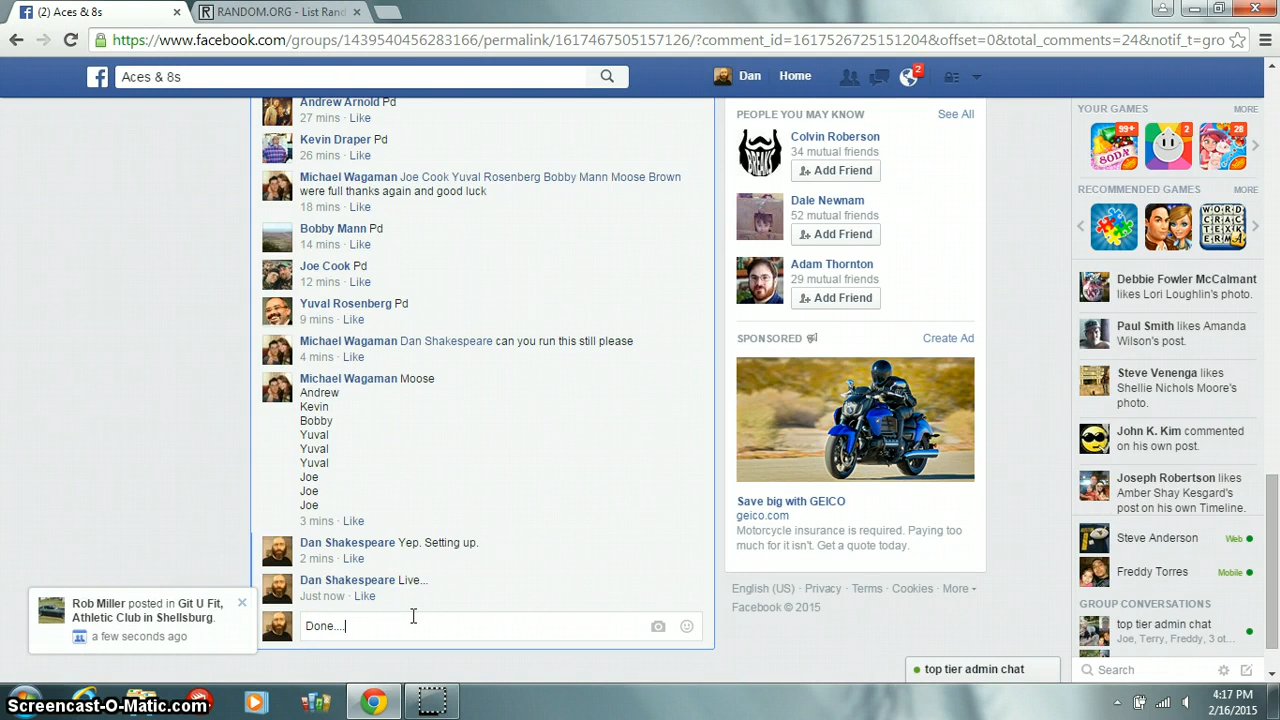 (2) Aces & 8s
RANDOM.ORG - List Rand
https://www.facebook.com/groups/1439540456283166/permalink/1617467505157126/?comment_id=1617526725151204&offset=0&total_comments=24&notif_t=gro
Aces & 8s
Dan Home 2
Andrew Arnold Pd
27 mins · Like
Kevin Draper Pd
26 mins · Like
Michael Wagaman Joe Cook Yuval Rosenberg Bobby Mann Moose Brown
were full thanks again and good luck
18 mins · Like
Bobby Mann Pd
14 mins · Like
Joe Cook Pd
12 mins · Like
Yuval Rosenberg Pd
9 mins · Like
Michael Wagaman Dan Shakespeare can you run this still please
4 mins · Like
Michael Wagaman Moose
Andrew
Kevin
Bobby
Yuval
Yuval
Yuval
Joe
Joe
Joe
3 mins · Like
Dan Shakespeare Yep. Setting up.
2 mins · Like
Dan Shakespeare Live...
Just now · Like
Done....
Rob Miller posted in Git U Fit,
Athletic Club in Shellsburg.
a few seconds ago
PEOPLE YOU MAY KNOW See All
BREAKS
Colvin Roberson
34 mutual friends
Add Friend
Dale Newnam
52 mutual friends
Add Friend
Adam Thornton
29 mutual friends
Add Friend
SPONSORED Create Ad
Save big with GEICO
geico.com
Motorcycle insurance is required. Paying too
much for it isn't. Get a quote today.
English (US) · Privacy · Terms · Cookies · More
Facebook © 2015
YOUR GAMES MORE
99+ 2 28
SODA
RECOMMENDED GAMES MORE
WORD
CRAC
TEXER
Debbie Fowler McCalmant
likes Lori Loughlin's photo.
Paul Smith likes Amanda
Wilson's post.
Steve Venenga likes
Shellie Nichols Moore's
photo.
John K. Kim commented
on his own post.
Joseph Robertson likes
Amber Shay Kesgard's
post on his own Timeline.
Steve Anderson Web
Freddy Torres Mobile
GROUP CONVERSATIONS
top tier admin chat
Joe, Terry, Freddy, 3 ot...
top tier admin chat
Search
Screencast-O-Matic.com
4:17 PM
2/16/2015